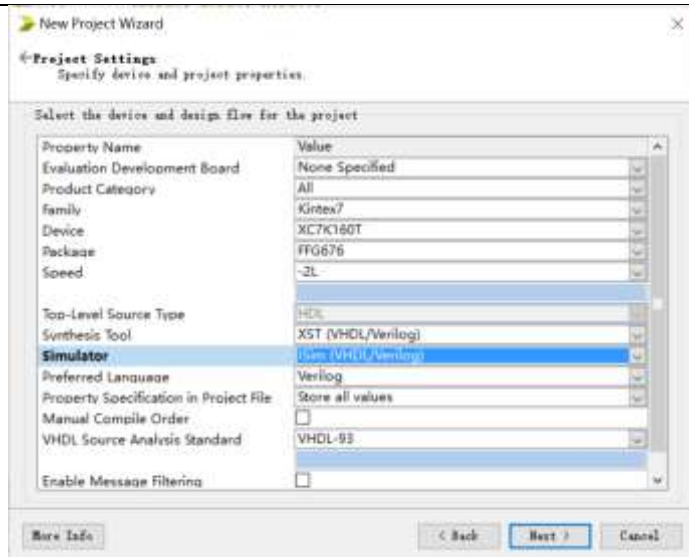 New Project Wizard
Project Settings
Specify device and project properties.
Select the device and design flow for the project
Property Name Value
Evaluation Development Board None Specified
Product Category All
Family Kintex7
Device XC7K160T
Package FFG676
Speed -2L
Top-Level Source Type HDL
Synthesis Tool XST (VHDL/Verilog)
Simulator ISim (VHDL/Verilog)
Preferred Language Verilog
Property Specification in Project File Store all values
Manual Compile Order
VHDL Source Analysis Standard VHDL-93
Enable Message Filtering
More Info < Back Next > Cancel